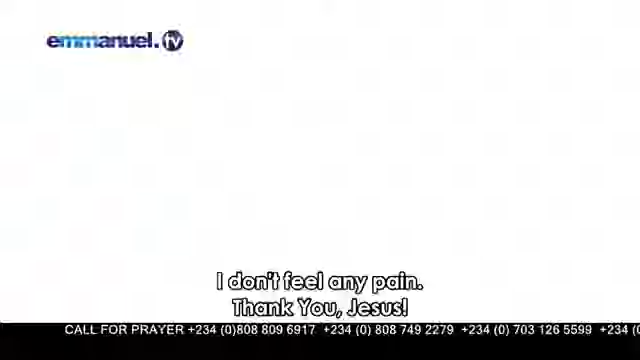 emmanuel.tv
I don't feel any pain.
Thank You, Jesus!
CALL FOR PRAYER +234 (0)808 809 6917 +234 (0) 808 749 2279 +234 (0) 703 126 5599 +234 (0